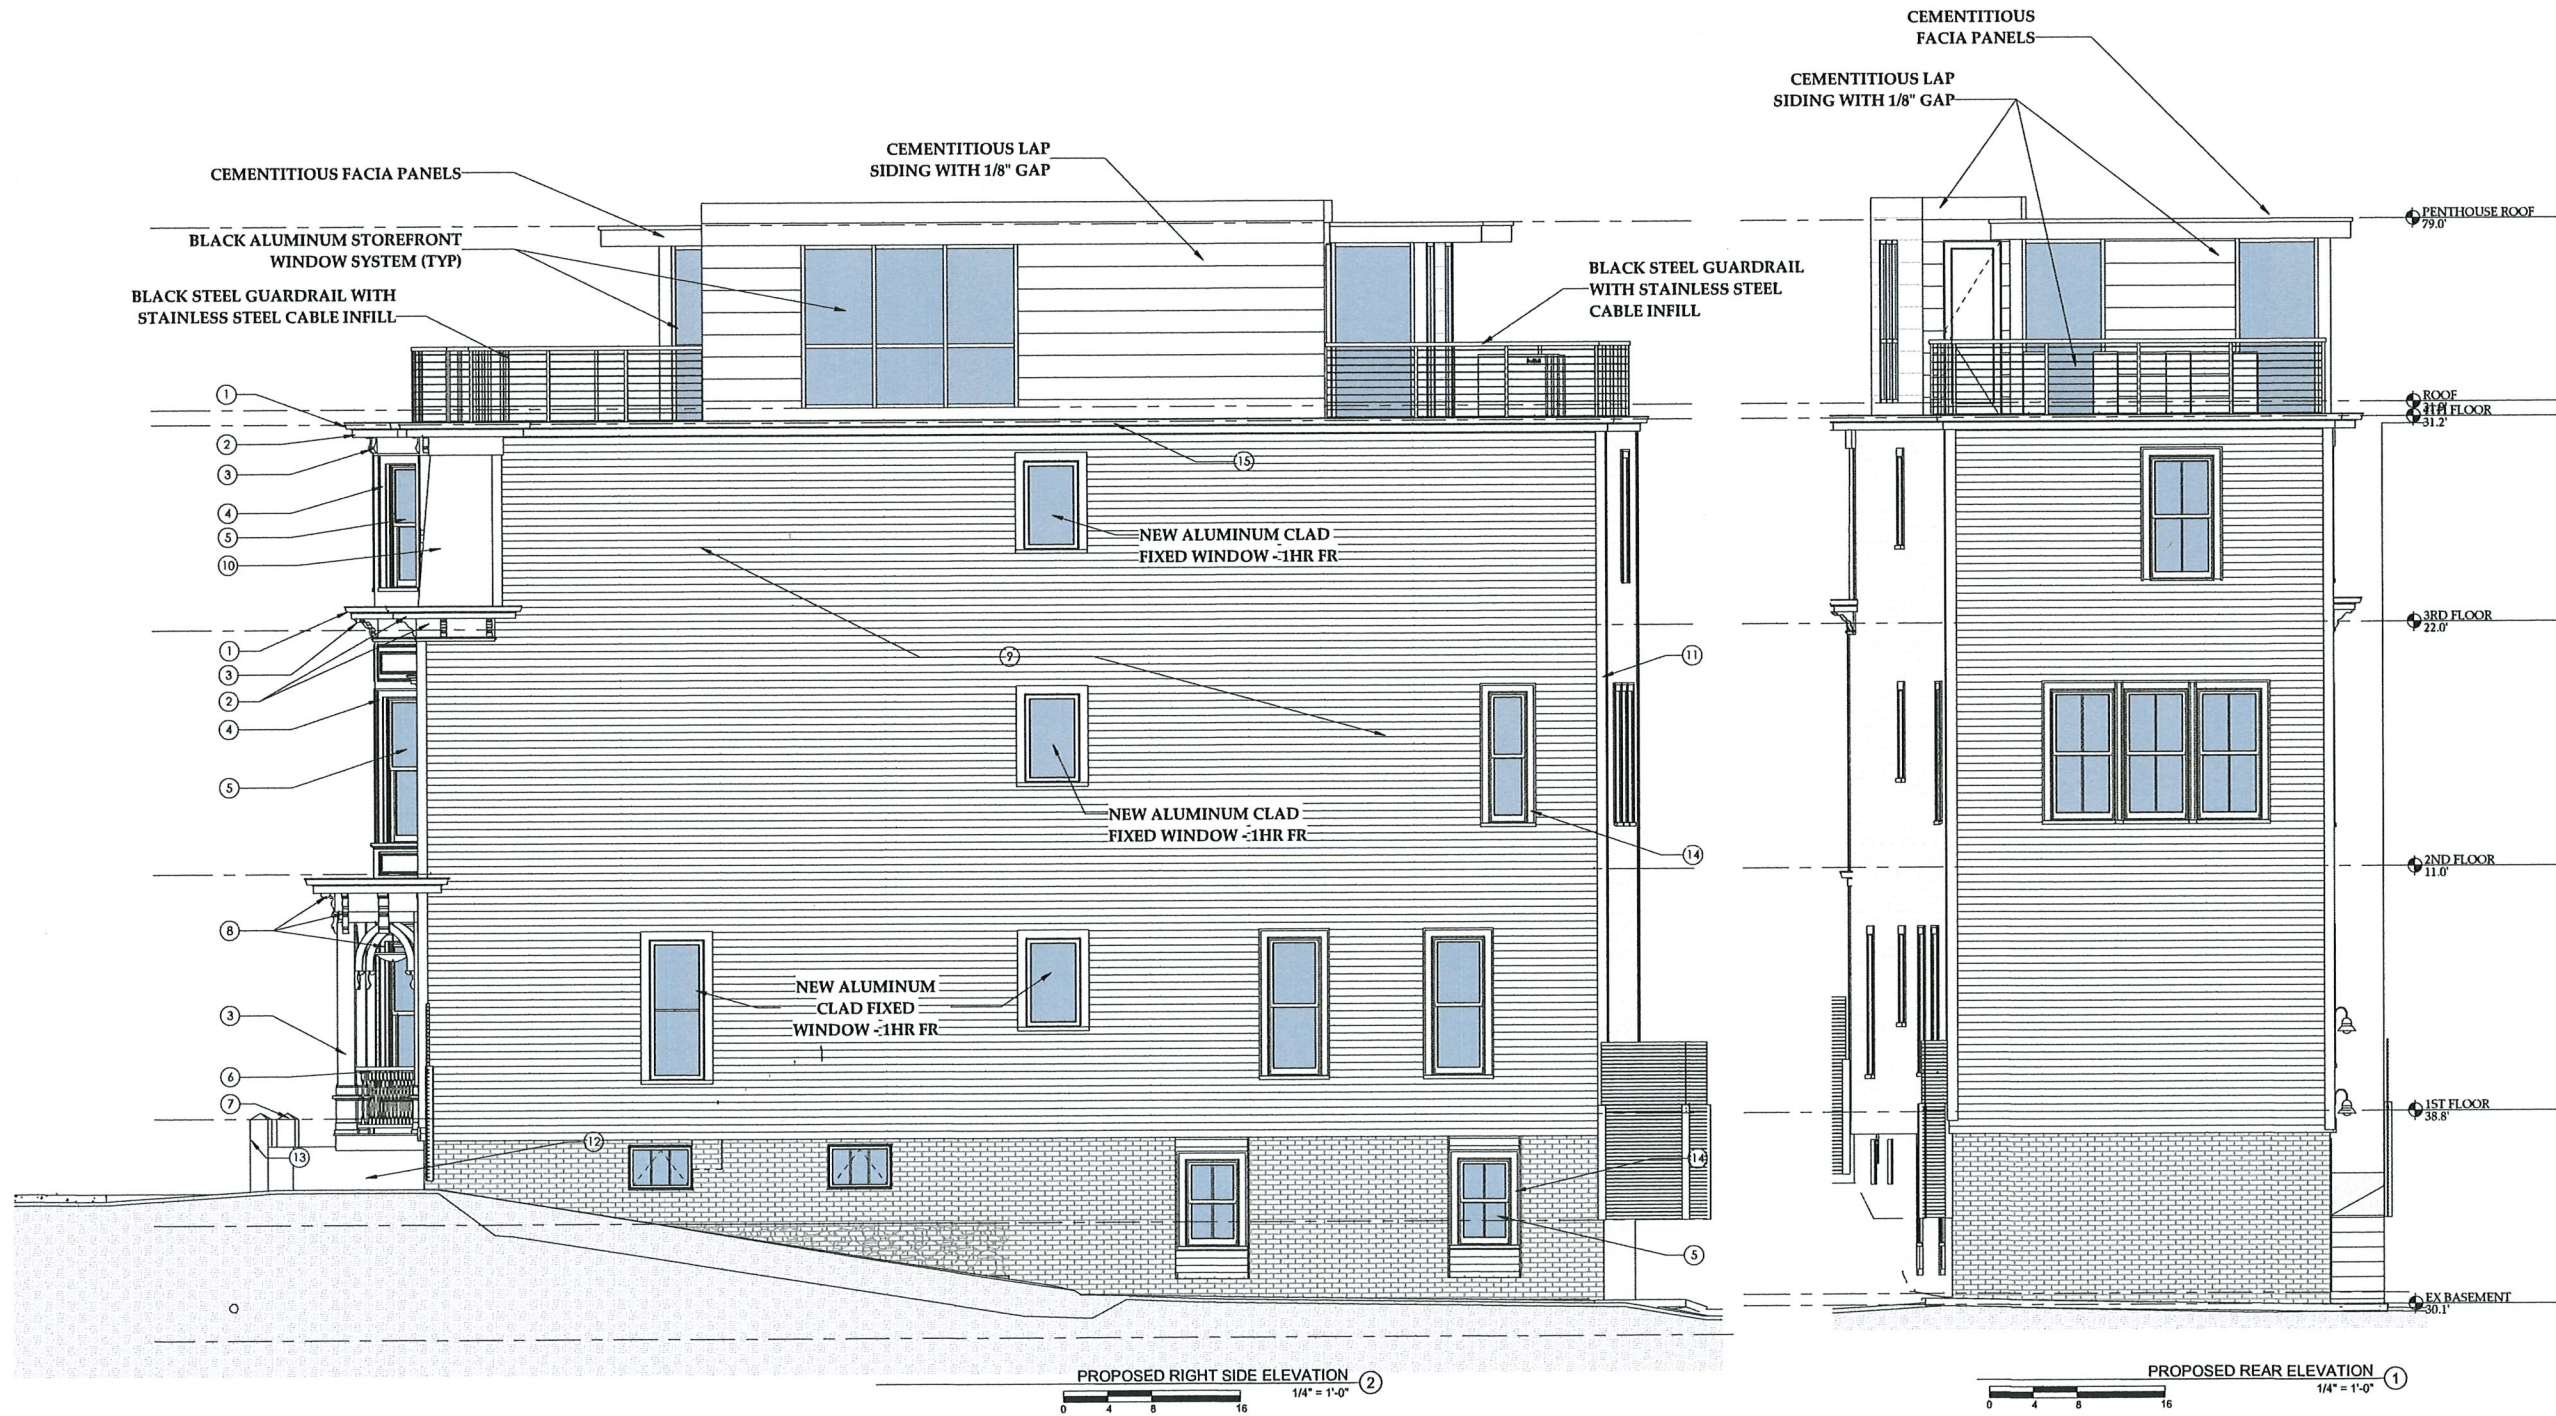 CEMENTITIOUS
FACIA PANELS
CEMENTITIOUS LAP
SIDING WITH 1/8" GAP
CEMENTITIOUS LAP
SIDING WITH 1/8" GAP
CEMENTITIOUS FACIA PANELS
BLACK ALUMINUM STOREFRONT
WINDOW SYSTEM (TYP)
BLACK STEEL GUARDRAIL WITH
STAINLESS STEEL CABLE INFILL
BLACK STEEL GUARDRAIL
WITH STAINLESS STEEL
CABLE INFILL
PENTHOUSE ROOF
79.0'
ROOF
4TH FLOOR
31.2'
1
2
3
4
5
10
15
NEW ALUMINUM CLAD
FIXED WINDOW - 1HR FR
3RD FLOOR
22.0'
1
3
2
4
5
9
11
NEW ALUMINUM CLAD
FIXED WINDOW - 1HR FR
14
2ND FLOOR
11.0'
8
3
6
7
NEW ALUMINUM
CLAD FIXED
WINDOW - 1HR FR
1ST FLOOR
38.8'
13
12
14
5
EX BASEMENT
30.1'
PROPOSED RIGHT SIDE ELEVATION
2
1/4" = 1'-0"
0 4 8 16
PROPOSED REAR ELEVATION
1
1/4" = 1'-0"
0 4 8 16